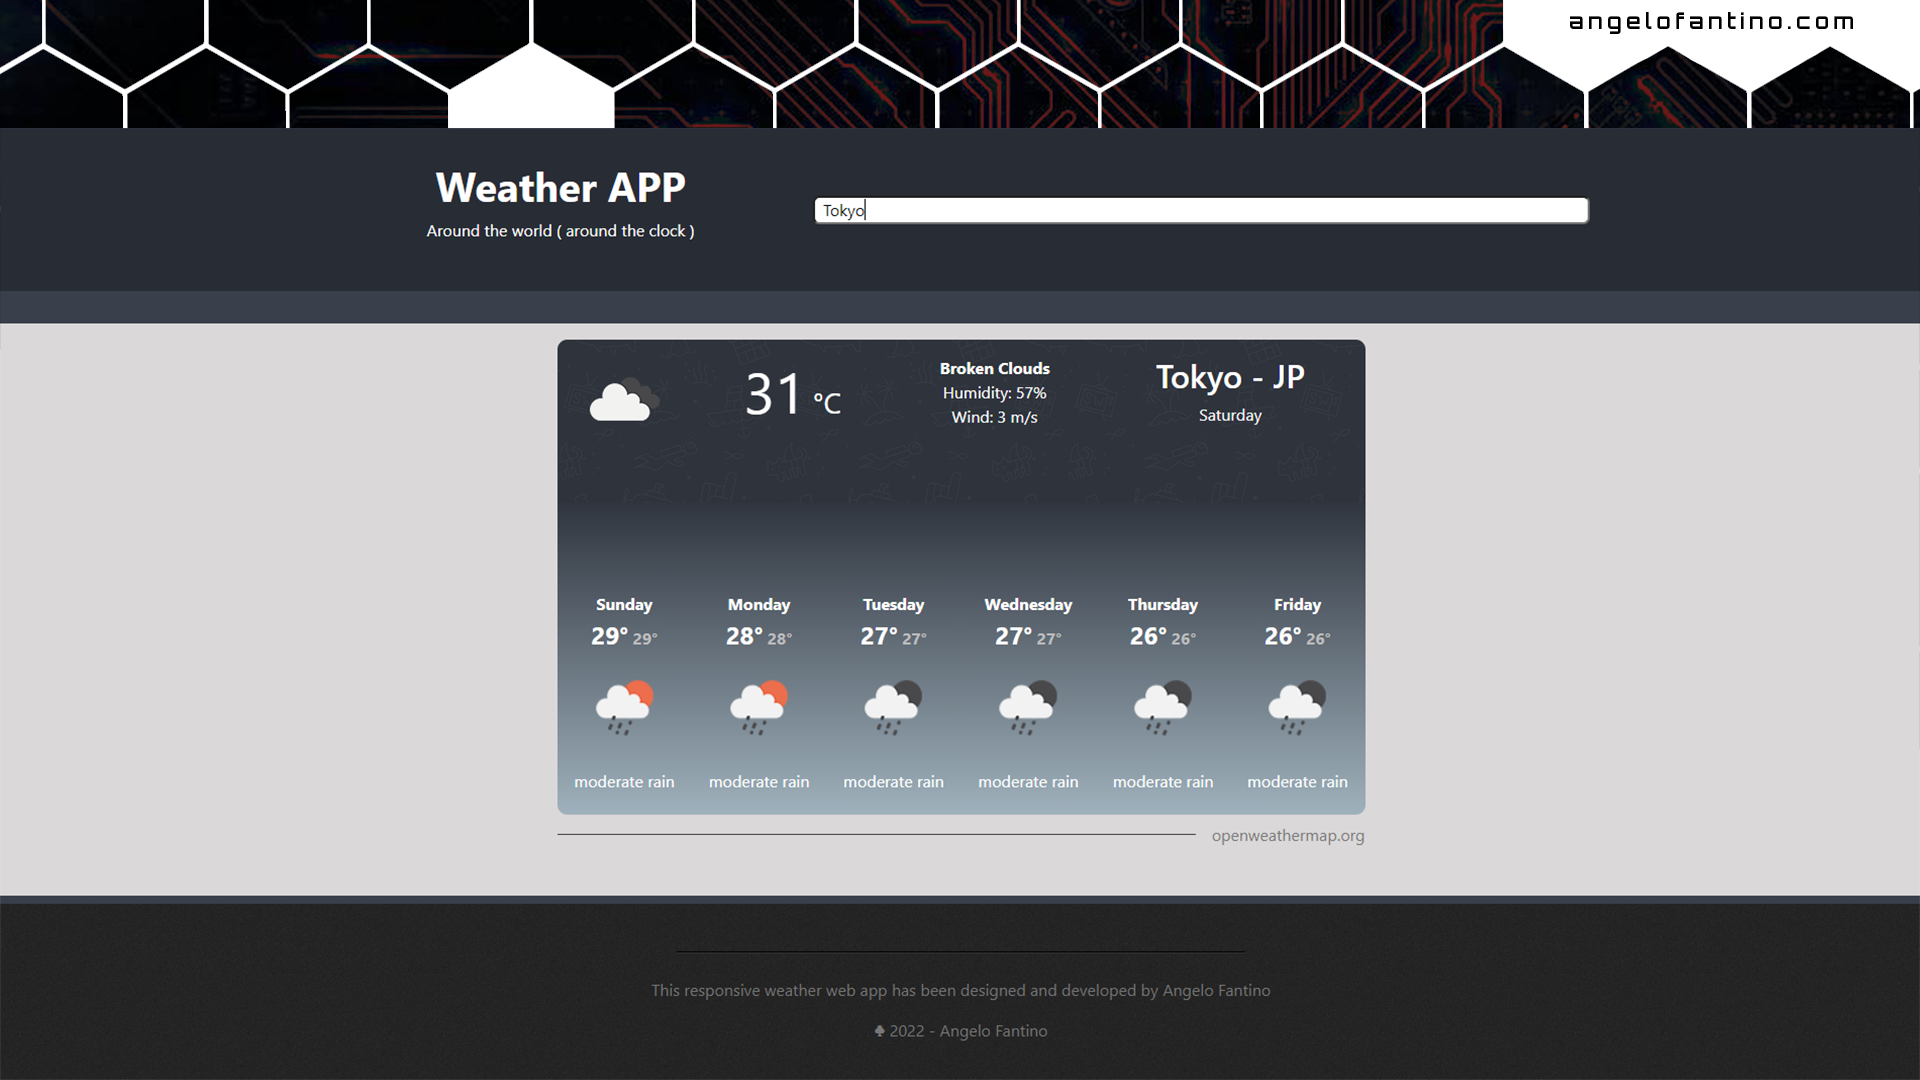 angelofantino.com
Weather APP
Around the world ( around the clock )
Tokyo
31 °C
Broken Clouds
Humidity: 57%
Wind: 3 m/s
Tokyo - JP
Saturday
Sunday Monday Tuesday Wednesday Thursday Friday
29° 29° 28° 28° 27° 27° 27° 27° 26° 26° 26° 26°
moderate rain moderate rain moderate rain moderate rain moderate rain moderate rain
openweathermap.org
This responsive weather web app has been designed and developed by Angelo Fantino
♣ 2022 - Angelo Fantino